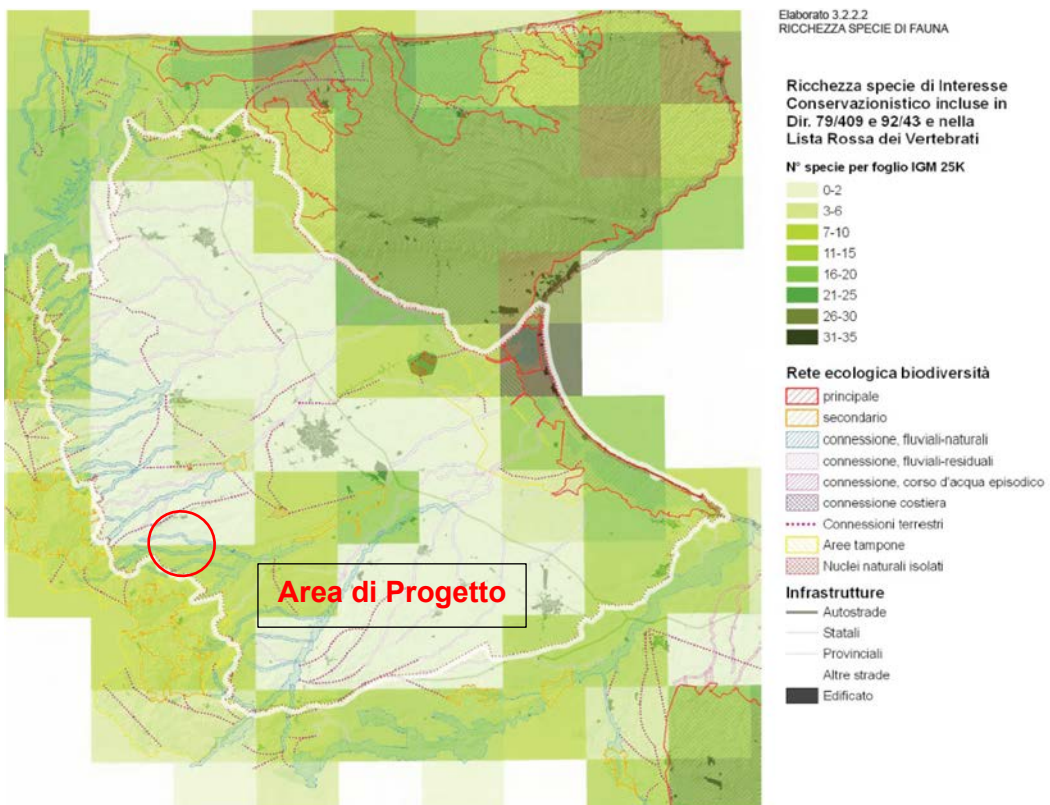 Elaborato 3.2.2.2
RICCHEZZA SPECIE DI FAUNA
Ricchezza specie di Interesse
Conservazionistico incluse in
Dir. 79/409 e 92/43 e nella
Lista Rossa dei Vertebrati
N° specie per foglio IGM 25K
0-2
3-6
7-10
11-15
16-20
21-25
26-30
31-35
Rete ecologica biodiversità
principale
secondario
connessione, fluviali-naturali
connessione, fluviali-residuali
connessione, corso d'acqua episodico
connessione costiera
Connessioni terrestri
Aree tampone
Nuclei naturali isolati
Infrastrutture
Autostrade
Statali
Provinciali
Altre strade
Edificato
Area di Progetto